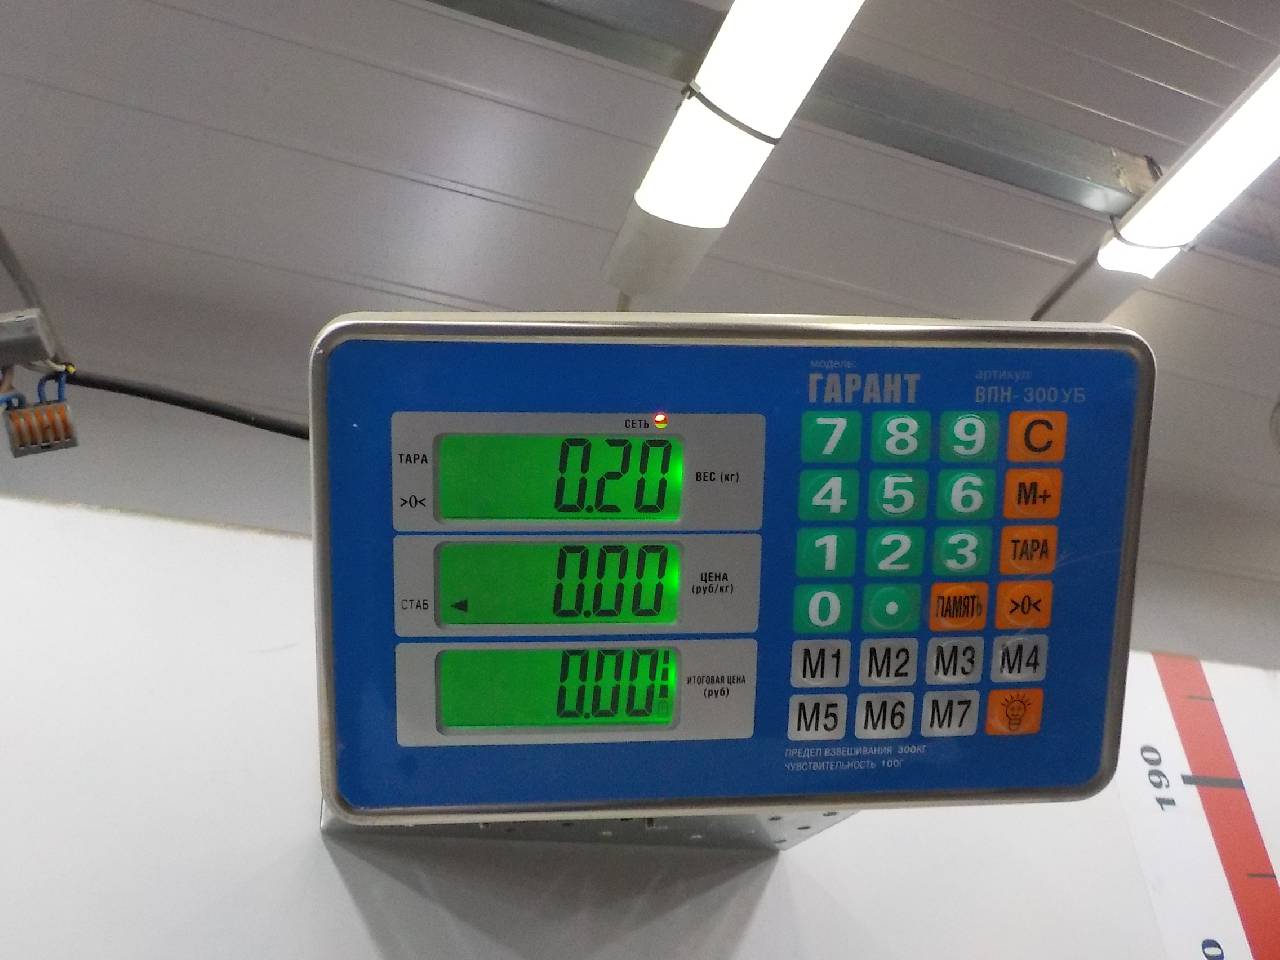 модель: артикул:
ГАРАНТ ВПН-300УБ
СЕТЬ
ТАРА 0.20 ВЕС (кг)
>0<
0.00 ЦЕНА (руб/кг)
СТАБ ◄
0.00 ИТОГОВАЯ ЦЕНА (руб)
7 8 9 C
4 5 6 M+
1 2 3 ТАРА
0 . ПАМЯТЬ >0<
M1 M2 M3 M4
M5 M6 M7
ПРЕДЕЛ ВЗВЕШИВАНИЯ 300КГ
ЧУВСТВИТЕЛЬНОСТЬ 100Г
190